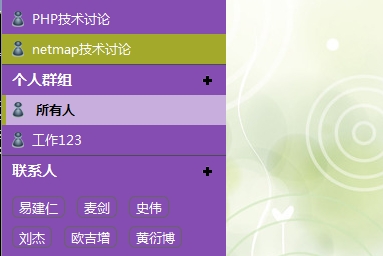 PHP技术讨论
netmap技术讨论
个人群组
所有人
工作123
联系人
易建仁 麦剑 史伟
刘杰 欧吉增 黄衍博